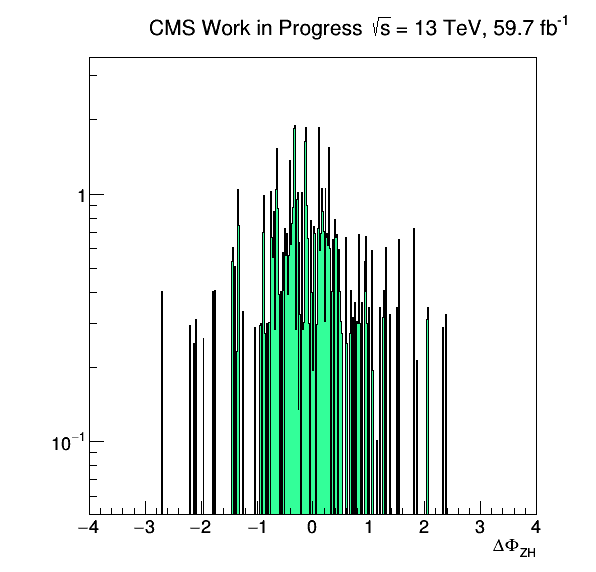 CMS Work in Progress √s = 13 TeV, 59.7 fb⁻¹
1
10⁻¹
−4 −3 −2 −1 0 1 2 3 4
ΔΦ_ZH